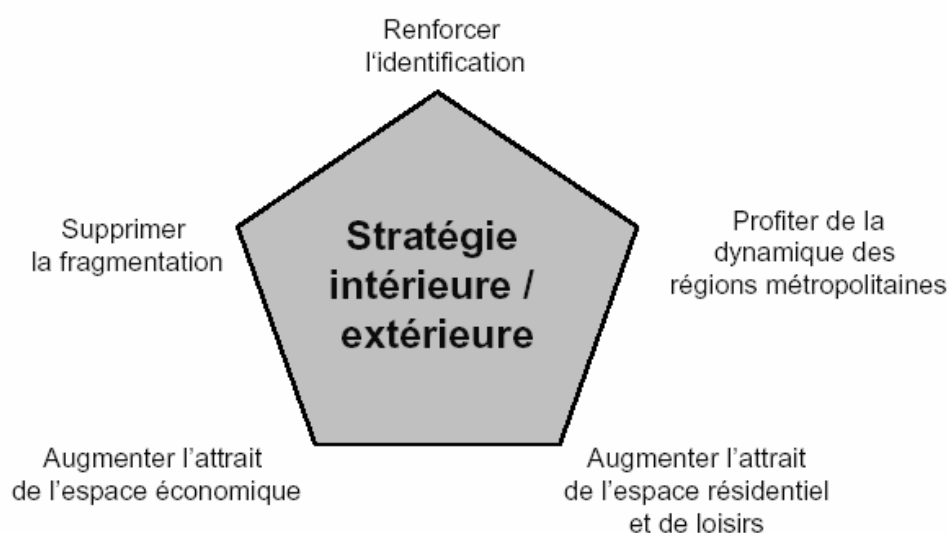 Renforcer
l‘identification
Supprimer
la fragmentation
Stratégie
intérieure /
extérieure
Profiter de la
dynamique des
régions métropolitaines
Augmenter l’attrait
de l’espace économique
Augmenter l’attrait
de l’espace résidentiel
et de loisirs